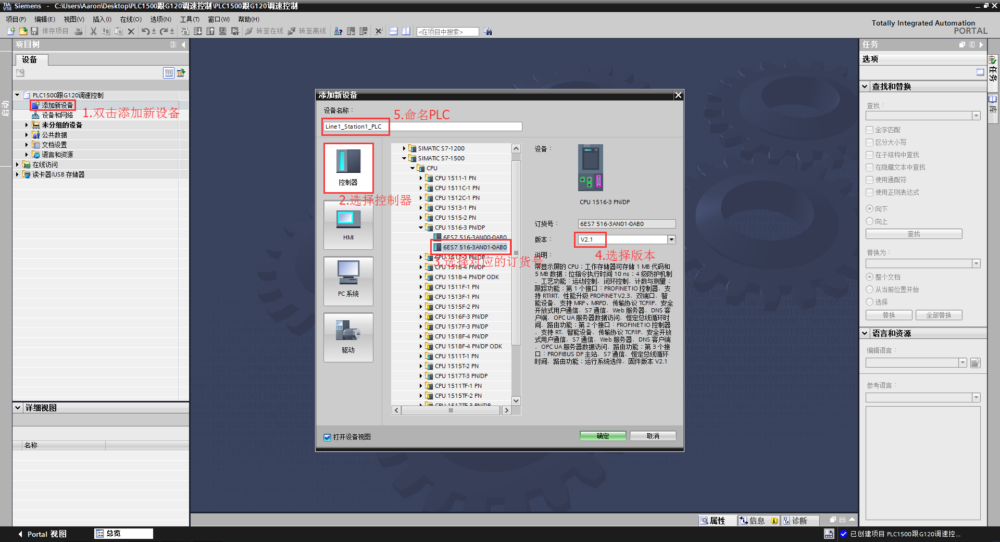 TIA V14 Siemens - C:\Users\Aaron\Desktop\PLC1500跟G120调速控制\PLC1500跟G120调速控制
项目(P) 编辑(E) 视图(V) 插入(I) 在线(O) 选项(N) 工具(T) 窗口(W) 帮助(H)
Totally Integrated Automation
PORTAL
保存项目 转至在线 转至离线 <在项目中搜索>
项目树
设备
启动
PLC1500跟G120调速控制
添加新设备
1.双击添加新设备
设备和网络
未分组的设备
公共数据
文档设置
语言和资源
在线访问
读卡器/USB 存储器
详细视图
名称
添加新设备
设备名称：
5.命名PLC
Line1_Station1_PLC
控制器
2.选择控制器
HMI
PC 系统
驱动
SIMATIC S7-1200
SIMATIC S7-1500
CPU
CPU 1511-1 PN
CPU 1511C-1 PN
CPU 1512C-1 PN
CPU 1513-1 PN
CPU 1515-2 PN
CPU 1516-3 PN/DP
6ES7 516-3AN00-0AB0
6ES7 516-3AN01-0AB0
CPU 1517-3 PN/DP
3.选择对应的订货号
CPU 1518-4 PN/DP
CPU 1518-4 PN/DP ODK
CPU 1511F-1 PN
CPU 1513F-1 PN
CPU 1515F-2 PN
CPU 1516F-3 PN/DP
CPU 1517F-3 PN/DP
CPU 1518F-4 PN/DP
CPU 1518F-4 PN/DP ODK
CPU 1511T-1 PN
CPU 1515T-2 PN
CPU 1517T-3 PN/DP
CPU 1511TF-1 PN
CPU 1515TF-2 PN
CPU 1517TF-3 PN/DP
设备：
CPU 1516-3 PN/DP
订货号：
6ES7 516-3AN01-0AB0
版本：
V2.1
4.选择版本
说明：
带显示屏的 CPU；工作存储器可存储 1 MB 代码和
5 MB 数据；位指令执行时间 10 ns；4 级防护机制
，工艺功能：运动控制，闭环控制，计数与测量；
跟踪功能；第 1 个接口：PROFINET IO 控制器，支
持 RT/IRT，性能升级 PROFINET V2.3，双端口，智
能设备，支持 MRP、MRPD，传输协议 TCP/IP，安全
开放式用户通信，S7 通信，Web 服务器，DNS 客
户端，OPC UA 服务器数据访问，恒定总线循环时
间，路由功能；第 2 个接口：PROFINET IO 控制器
，支持 RT，智能设备，传输协议 TCP/IP，安全开放
式用户通信，S7 通信，Web 服务器，DNS 客户端
，OPC UA 服务器数据访问，路由功能；第 3 个接
口：PROFIBUS DP 主站，S7 通信，恒定总线循环
时间，路由功能；运行系统选件，固件版本 V2.1
打开设备视图
确定
取消
任务
选项
查找和替换
查找：
全字匹配
区分大小写
在子结构中查找
在隐藏文本中查找
使用通配符
使用正则表达式
向下
向上
查找
替换为：
整个文档
从当前位置开始
选择
替换
全部替换
语言和资源
编辑语言：
参考语言：
任务
库
属性
信息
诊断
Portal 视图
总览
已创建项目 PLC1500跟G120调速控...